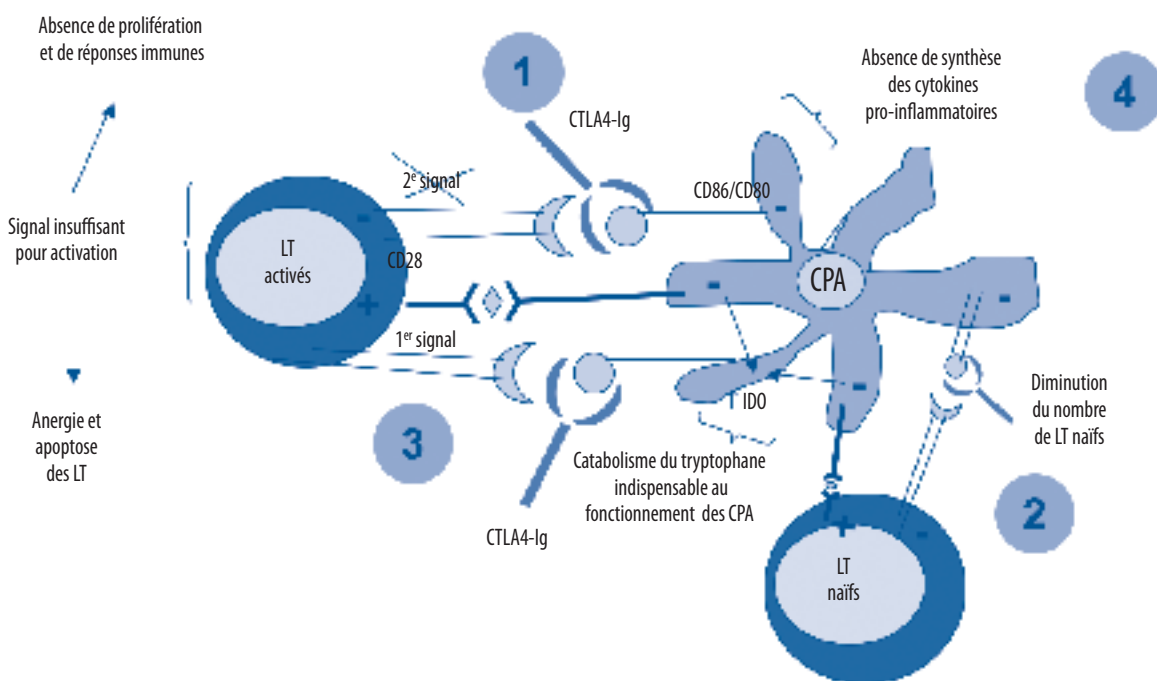 Absence de prolifération
et de réponses immunes
1
CTLA4-Ig
Absence de synthèse
des cytokines
pro-inflammatoires
4
2e signal
CD86/CD80
-
-
Signal insuffisant
pour activation
LT
activés
CD28
+
-
CPA
-
1er signal
-
↑ IDO
Anergie et
apoptose
des LT
3
Catabolisme du tryptophane
indispensable au
fonctionnement des CPA
CTLA4-Ig
Diminution
du nombre
de LT naïfs
2
+
-
LT
naïfs